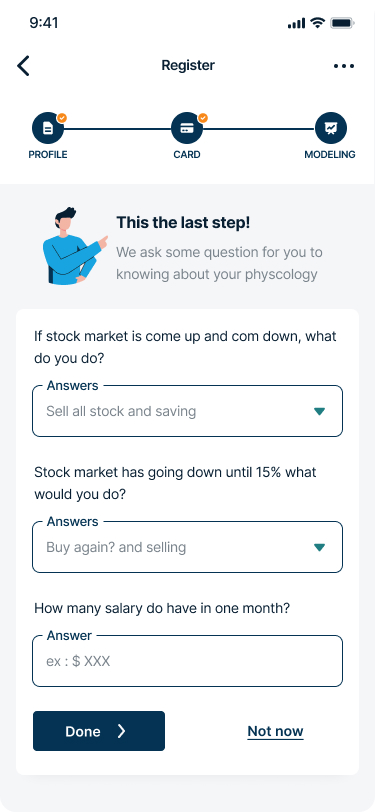 9:41
Register
PROFILE
CARD
MODELING
This the last step!
We ask some question for you to
knowing about your physcology
If stock market is come up and com down, what
do you do?
Answers
Sell all stock and saving
Stock market has going down until 15% what
would you do?
Answers
Buy again? and selling
How many salary do have in one month?
Answer
ex : $ XXX
Done
Not now